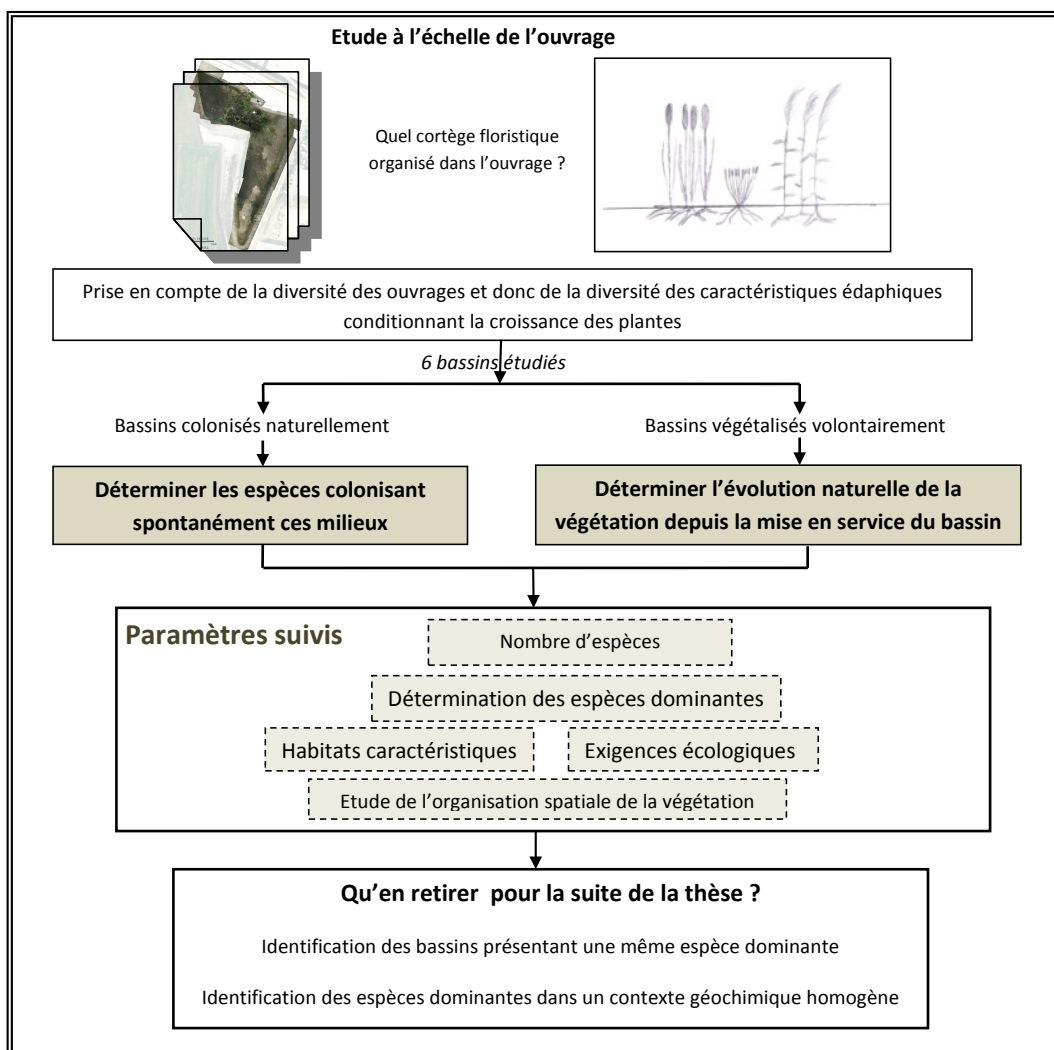 Etude à l’échelle de l’ouvrage
Quel cortège floristique
organisé dans l’ouvrage ?
Prise en compte de la diversité des ouvrages et donc de la diversité des caractéristiques édaphiques
conditionnant la croissance des plantes
6 bassins étudiés
Bassins colonisés naturellement
Bassins végétalisés volontairement
Déterminer les espèces colonisant
spontanément ces milieux
Déterminer l’évolution naturelle de la
végétation depuis la mise en service du bassin
Paramètres suivis
Nombre d’espèces
Détermination des espèces dominantes
Habitats caractéristiques
Exigences écologiques
Etude de l’organisation spatiale de la végétation
Qu’en retirer pour la suite de la thèse ?
Identification des bassins présentant une même espèce dominante
Identification des espèces dominantes dans un contexte géochimique homogène